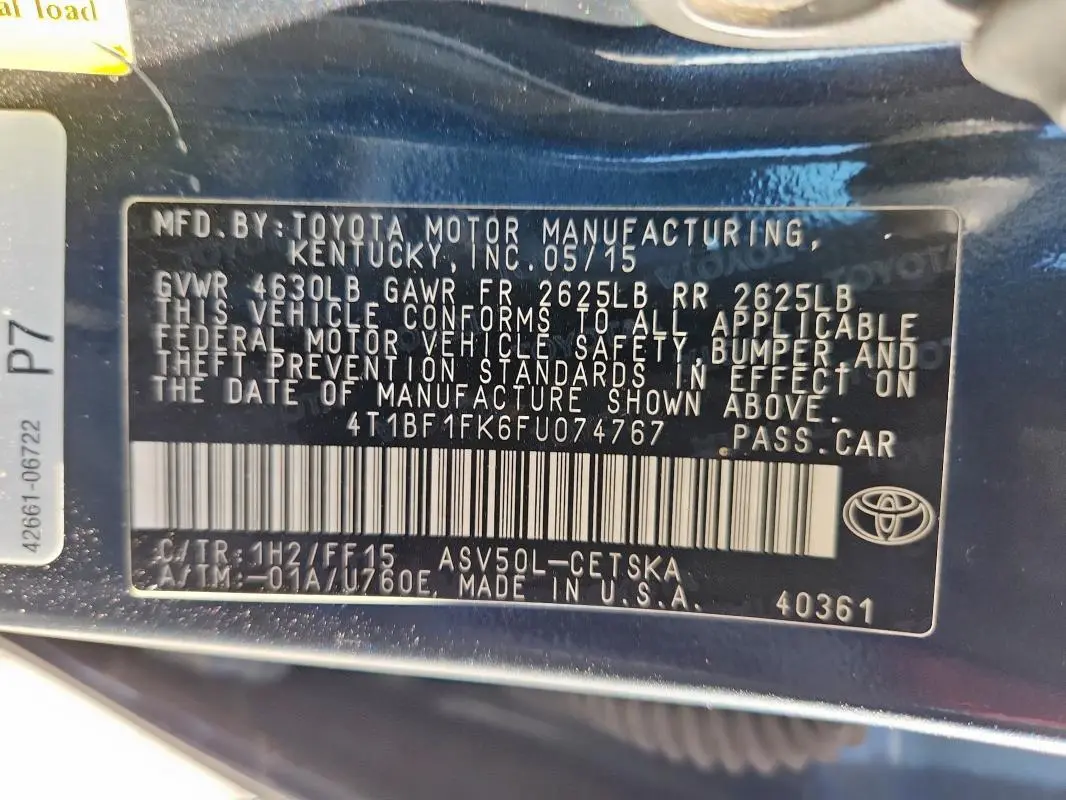 al load
P7
42661-06722
MFD.BY:TOYOTA MOTOR MANUFACTURING,
KENTUCKY, INC.05/15
GVWR 4630LB GAWR FR 2625LB RR 2625LB
THIS VEHICLE CONFORMS TO ALL APPLICABLE
FEDERAL MOTOR VEHICLE SAFETY,BUMPER,AND
THEFT PREVENTION STANDARDS IN EFFECT ON
THE DATE OF MANUFACTURE SHOWN ABOVE.
4T1BF1FK6FU074767 PASS.CAR
C/TR:1H2/FF15 ASV50L-CETSKA
A/TM:-01A/U760E, MADE IN U.S.A. 40361